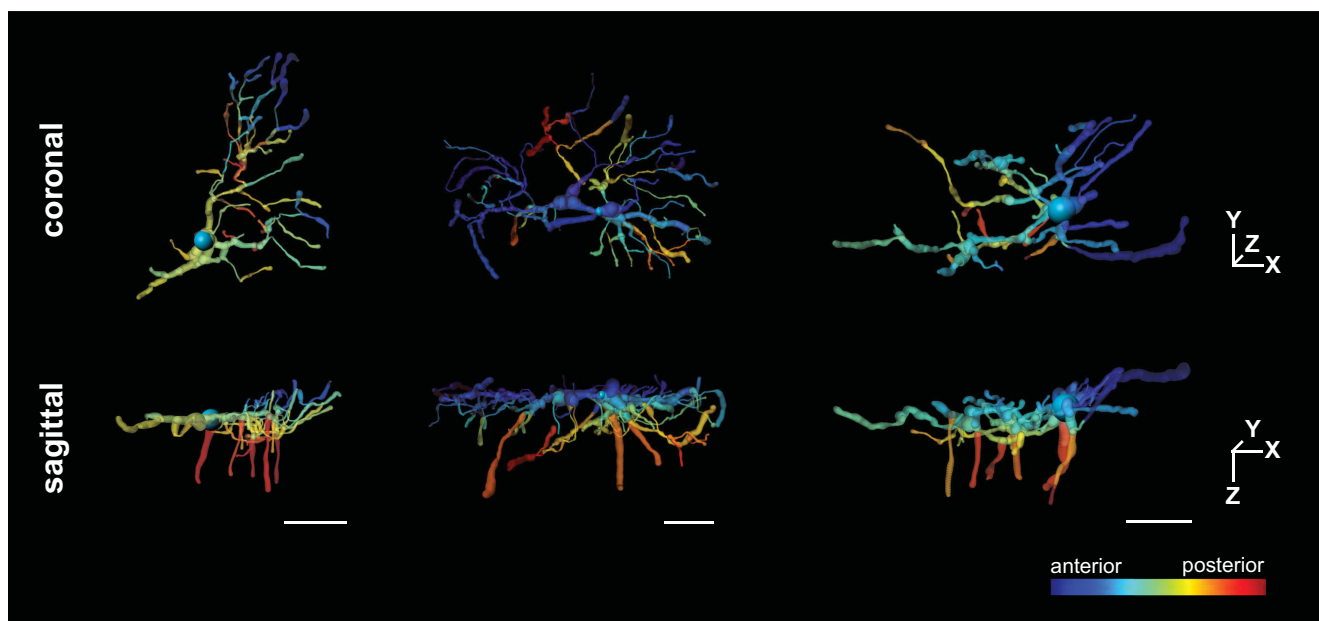 coronal
Y
Z
X
sagittal
Y
X
Z
anterior posterior